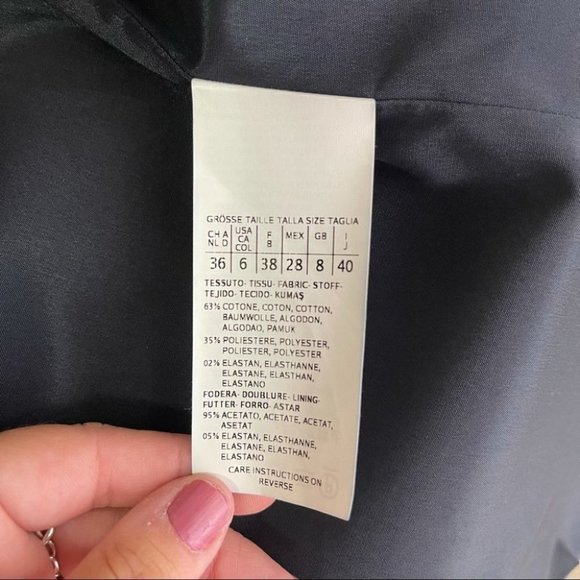 GRÖSSE TAILLE TALLA SIZE TAGLIA
CH A NL D USA CA COL F B MEX GB I J
36 6 38 28 8 40
TESSUTO- TISSU- FABRIC- STOFF-
TEJIDO- TECIDO- KUMAŞ
63% COTONE, COTON, COTTON,
BAUMWOLLE, ALGODON,
ALGODAO, PAMUK
35% POLIESTERE, POLYESTER,
POLIESTER, POLYESTER
02% ELASTAN, ELASTHANNE,
ELASTANE, ELASTHAN,
ELASTANO
FODERA- DOUBLURE- LINING-
FUTTER- FORRO- ASTAR
95% ACETATO, ACETATE, ACETAT,
ASETAT
05% ELASTAN, ELASTHANNE,
ELASTANE, ELASTHAN,
ELASTANO
CARE INSTRUCTIONS ON
REVERSE